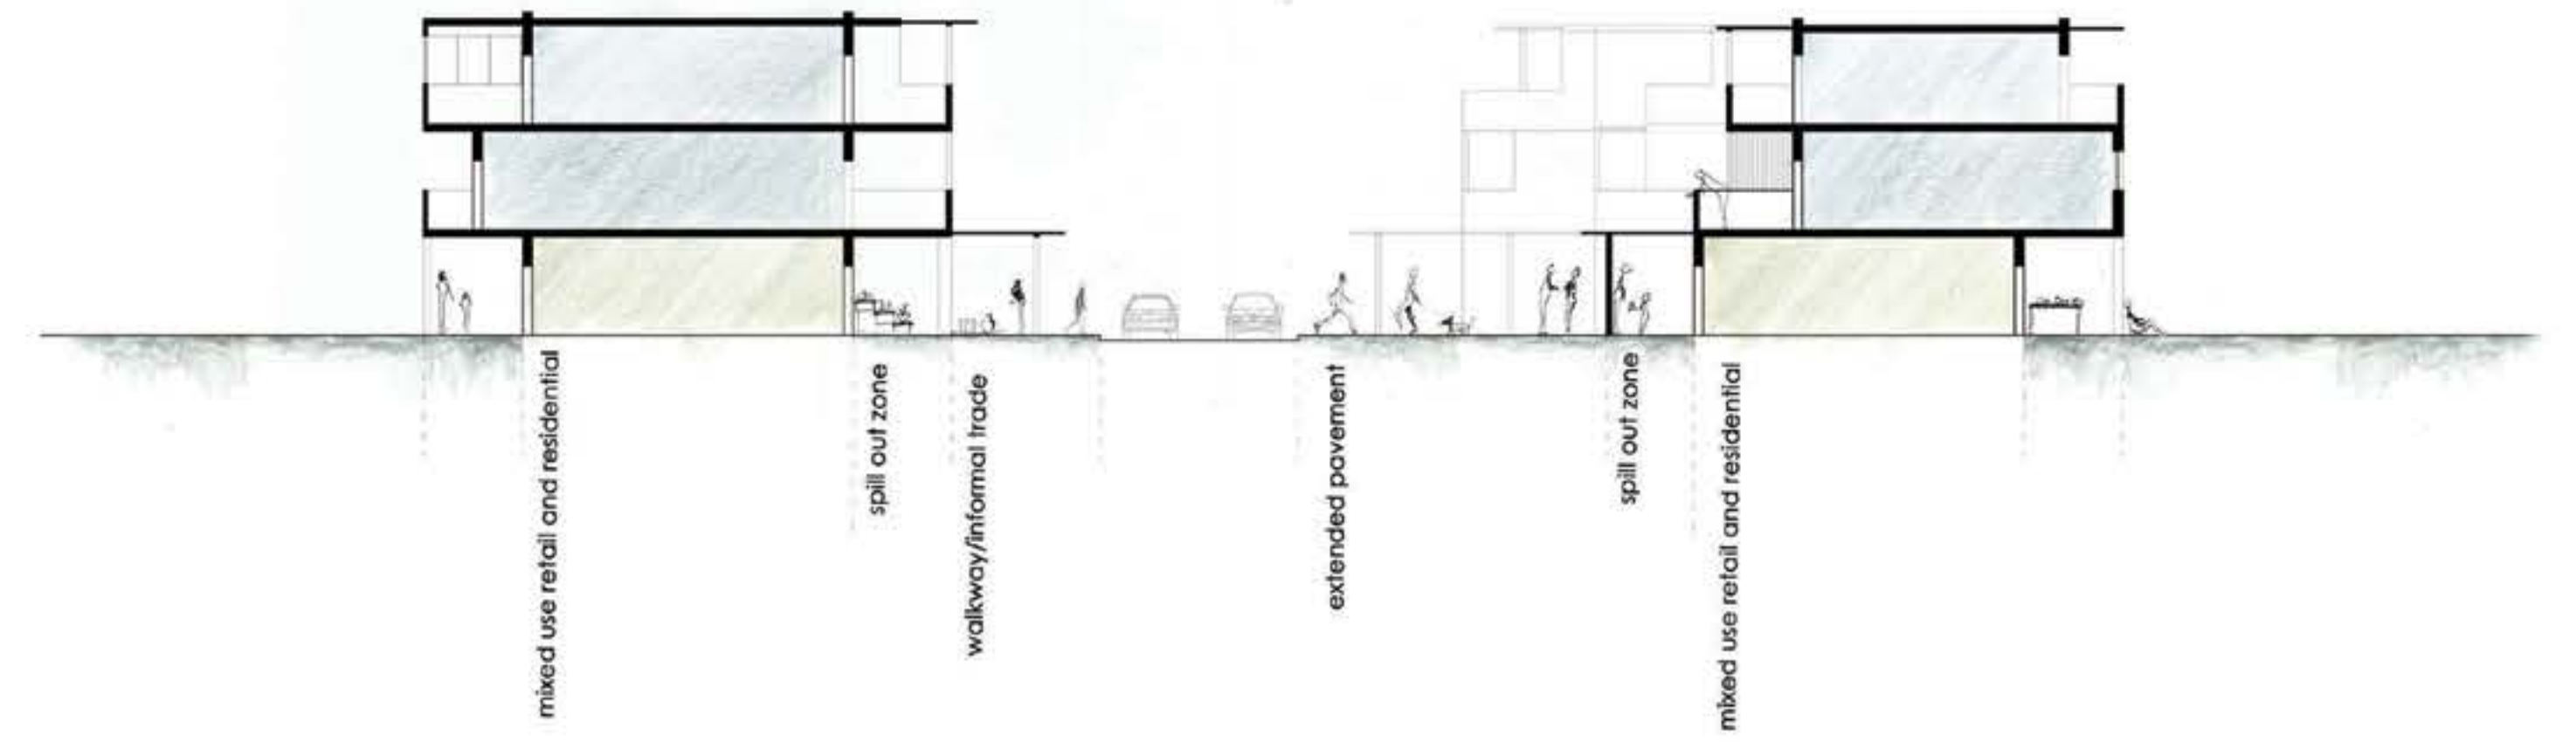 mixed use retail and residential
spill out zone
walkway/informal trade
extended pavement
spill out zone
mixed use retail and residential